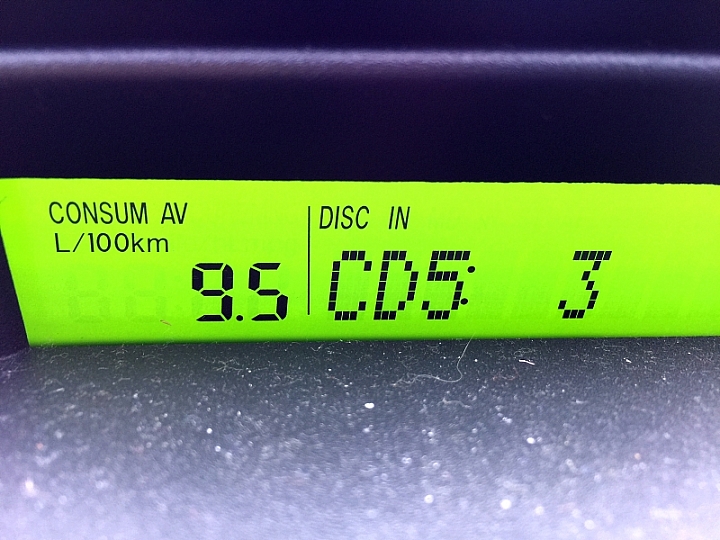 CONSUM AV
L/100km
9.5
DISC IN
CD5: 3